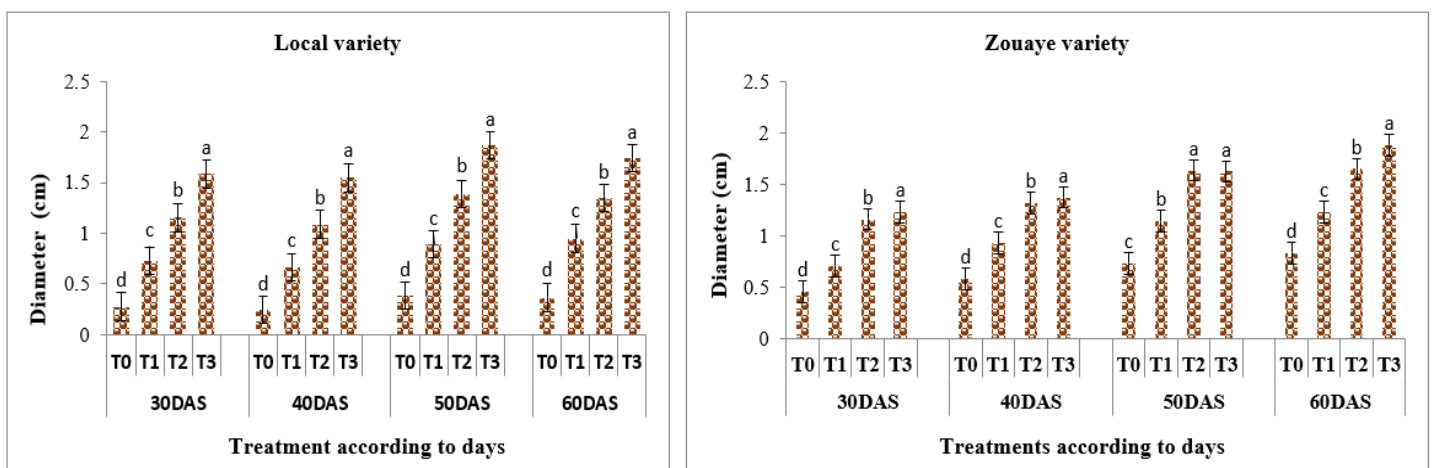 Local variety
Diameter (cm)
2.5
2
1.5
1
0.5
0
d c b a d c b a d c b a d c b a
T0 T1 T2 T3 T0 T1 T2 T3 T0 T1 T2 T3 T0 T1 T2 T3
30DAS 40DAS 50DAS 60DAS
Treatment according to days
Zouaye variety
Diameter (cm)
2.5
2
1.5
1
0.5
0
d c b a d c b a c b a a d c b a
T0 T1 T2 T3 T0 T1 T2 T3 T0 T1 T2 T3 T0 T1 T2 T3
30DAS 40DAS 50DAS 60DAS
Treatments according to days